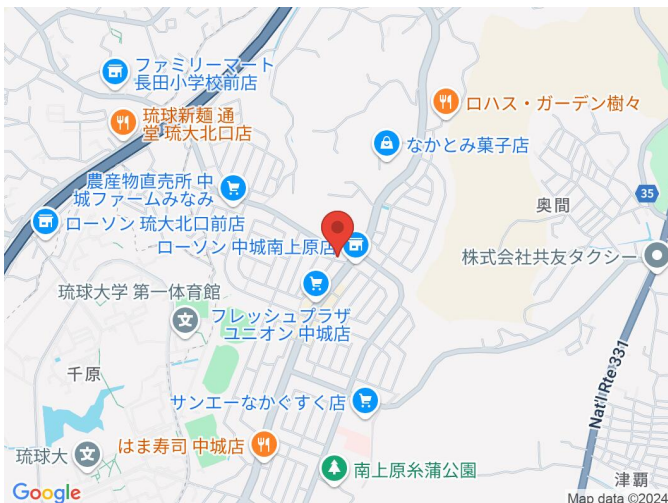 ファミリーマート
長田小学校前店
琉球新麺 通
堂 琉大北口店
ロハス・ガーデン樹々
なかとみ菓子店
農産物直売所 中
城ファームみなみ
35
奥間
ローソン 琉大北口前店
ローソン 中城南上原店
株式会社共友タクシー
琉球大学 第一体育館
フレッシュプラザ
ユニオン 中城店
Nat'l Rte 331
千原
サンエーなかぐすく店
はま寿司 中城店
琉球大
南上原糸蒲公園
津覇
Google
Map data ©2024